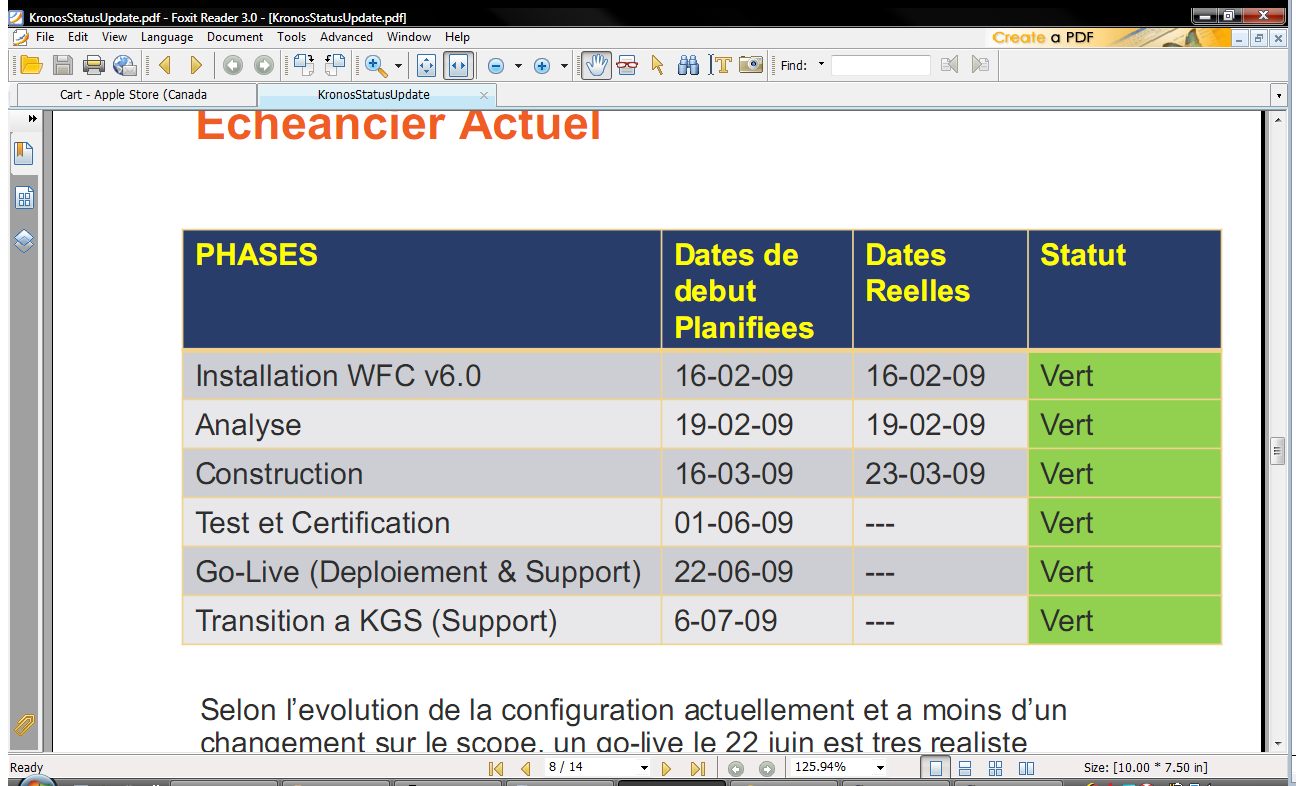 KronosStatusUpdate.pdf - Foxit Reader 3.0 - [KronosStatusUpdate.pdf]
File Edit View Language Document Tools Advanced Window Help
Create a PDF
Find:
Cart - Apple Store (Canada
KronosStatusUpdate
Echeancier Actuel
PHASES
Dates de
debut
Planifiees
Dates
Reelles
Statut
Installation WFC v6.0 16-02-09 16-02-09 Vert
Analyse 19-02-09 19-02-09 Vert
Construction 16-03-09 23-03-09 Vert
Test et Certification 01-06-09 --- Vert
Go-Live (Deploiement & Support) 22-06-09 --- Vert
Transition a KGS (Support) 6-07-09 --- Vert
Selon l’evolution de la configuration actuellement et a moins d’un
changement sur le scope, un go-live le 22 juin est tres realiste
Ready
8 / 14
125.94%
Size: [10.00 * 7.50 in]